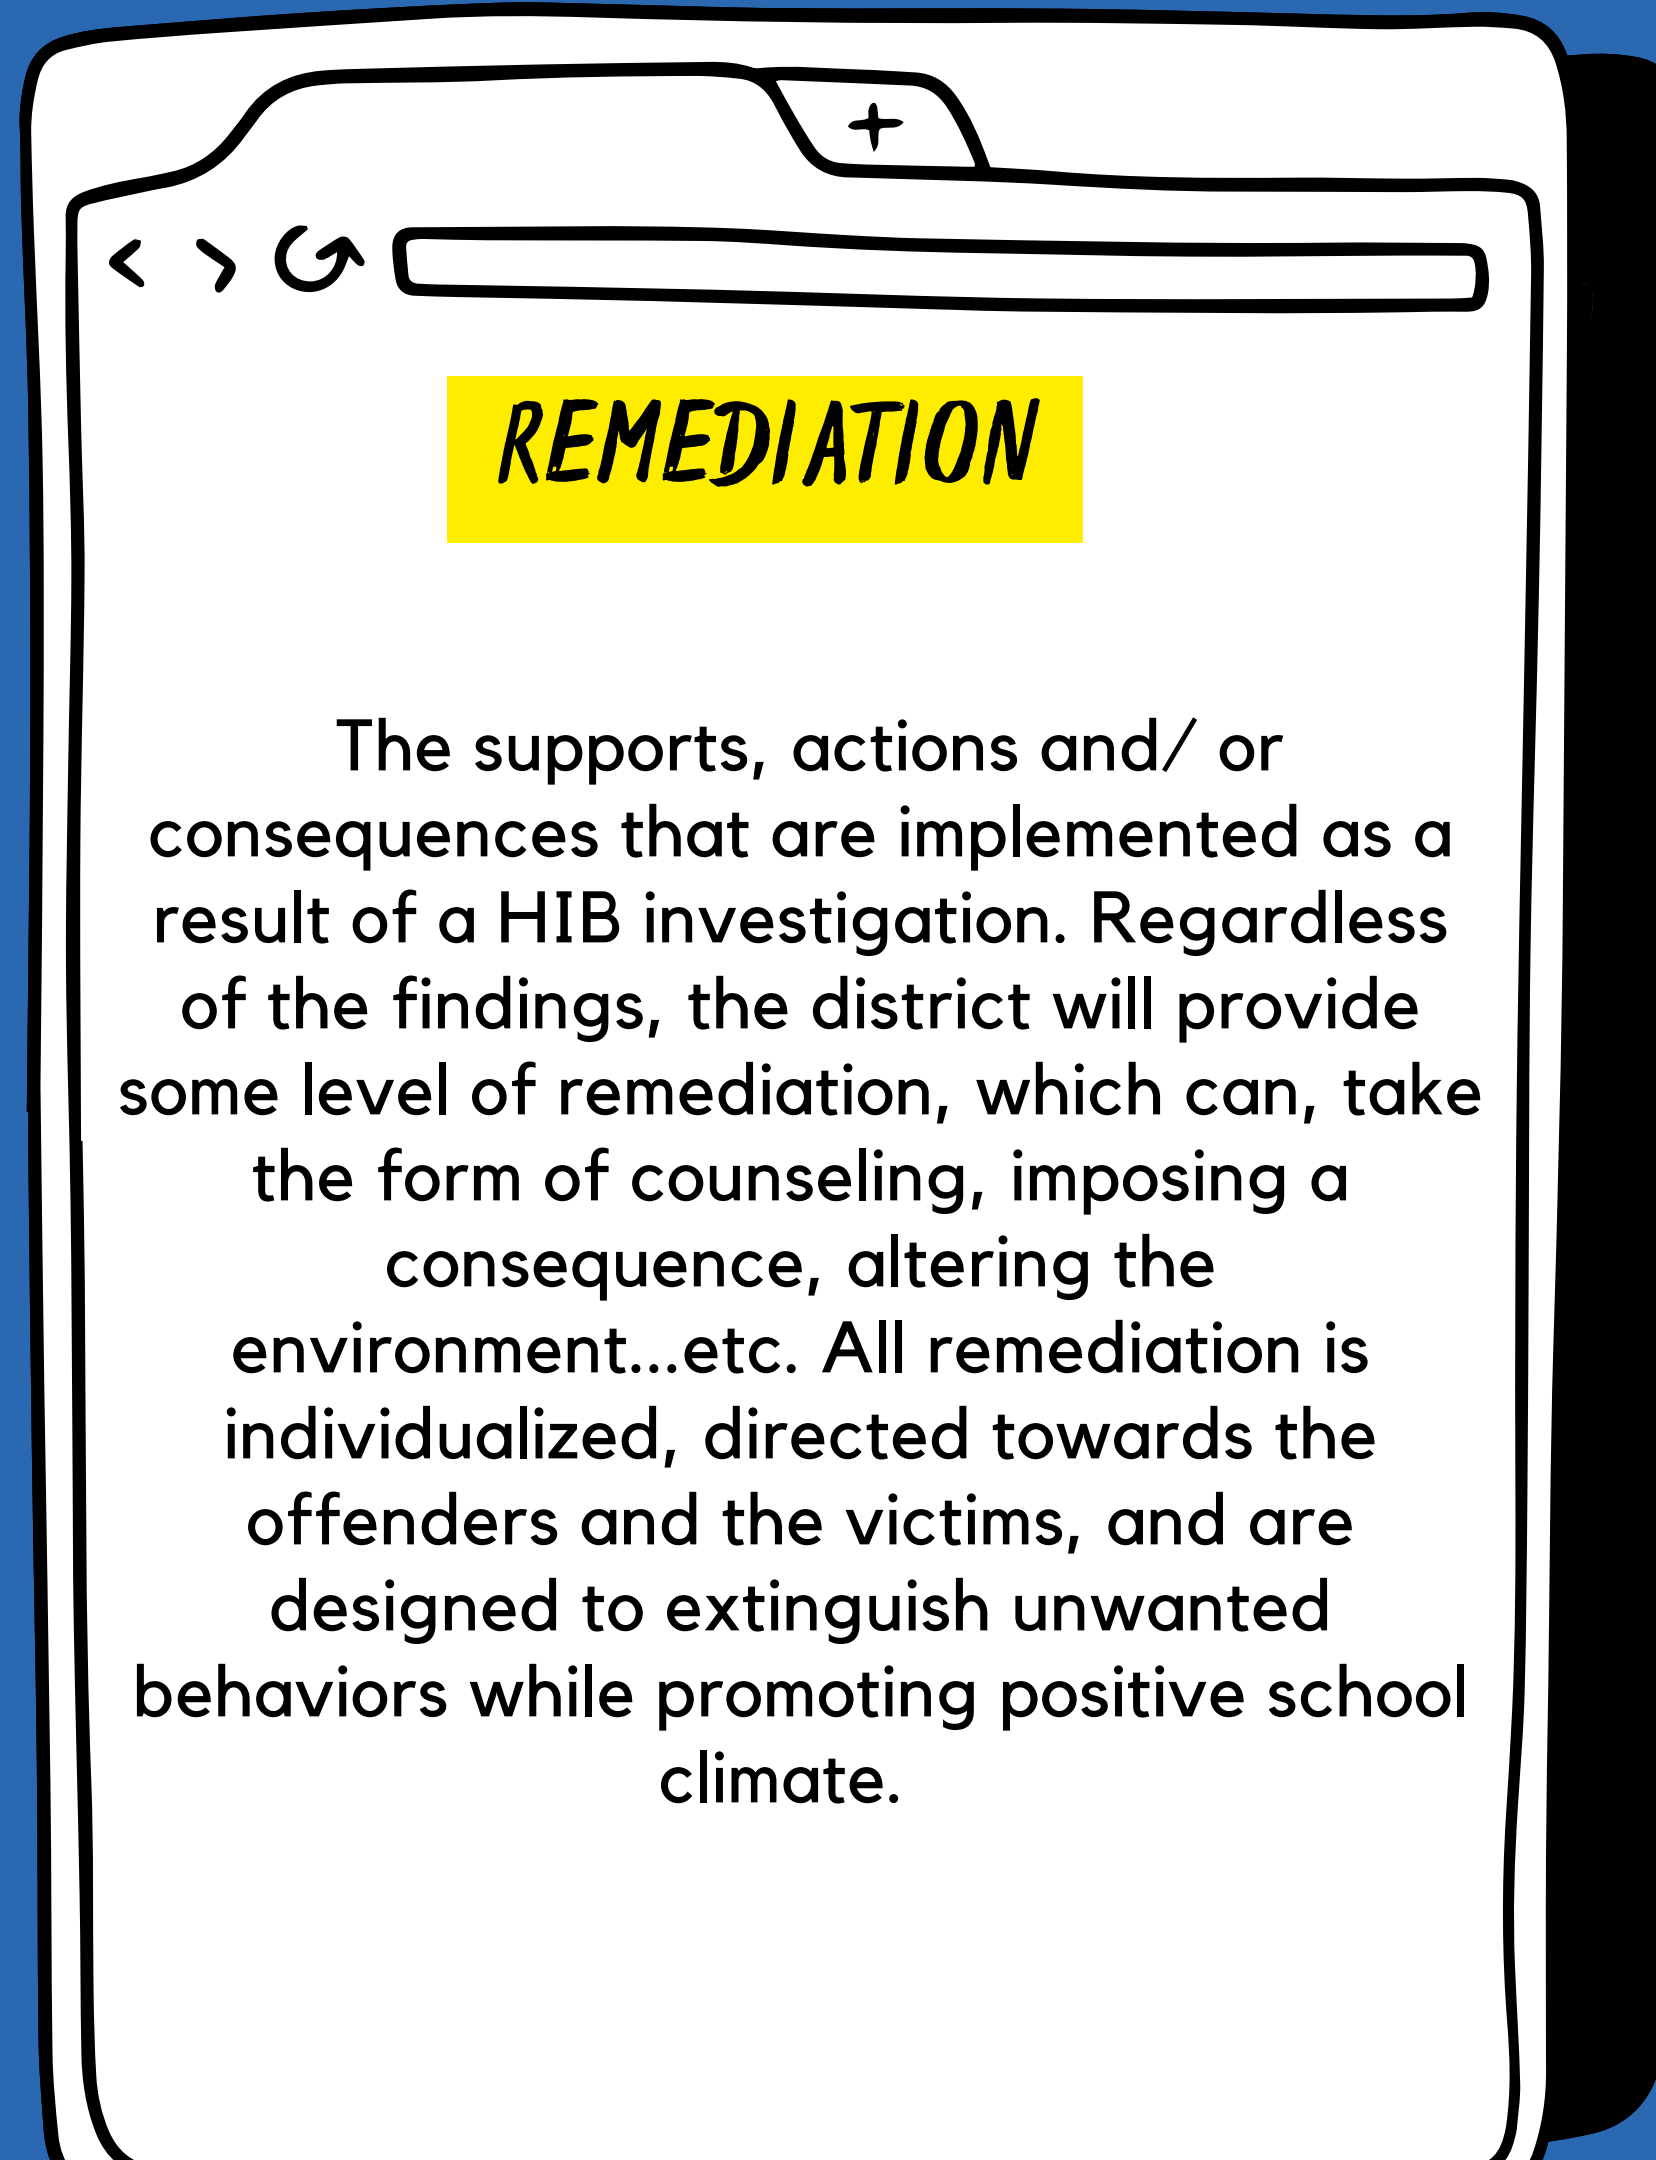 REMEDIATION
The supports, actions and/ or
consequences that are implemented as a
result of a HIB investigation. Regardless
of the findings, the district will provide
some level of remediation, which can, take
the form of counseling, imposing a
consequence, altering the
environment...etc. All remediation is
individualized, directed towards the
offenders and the victims, and are
designed to extinguish unwanted
behaviors while promoting positive school
climate.